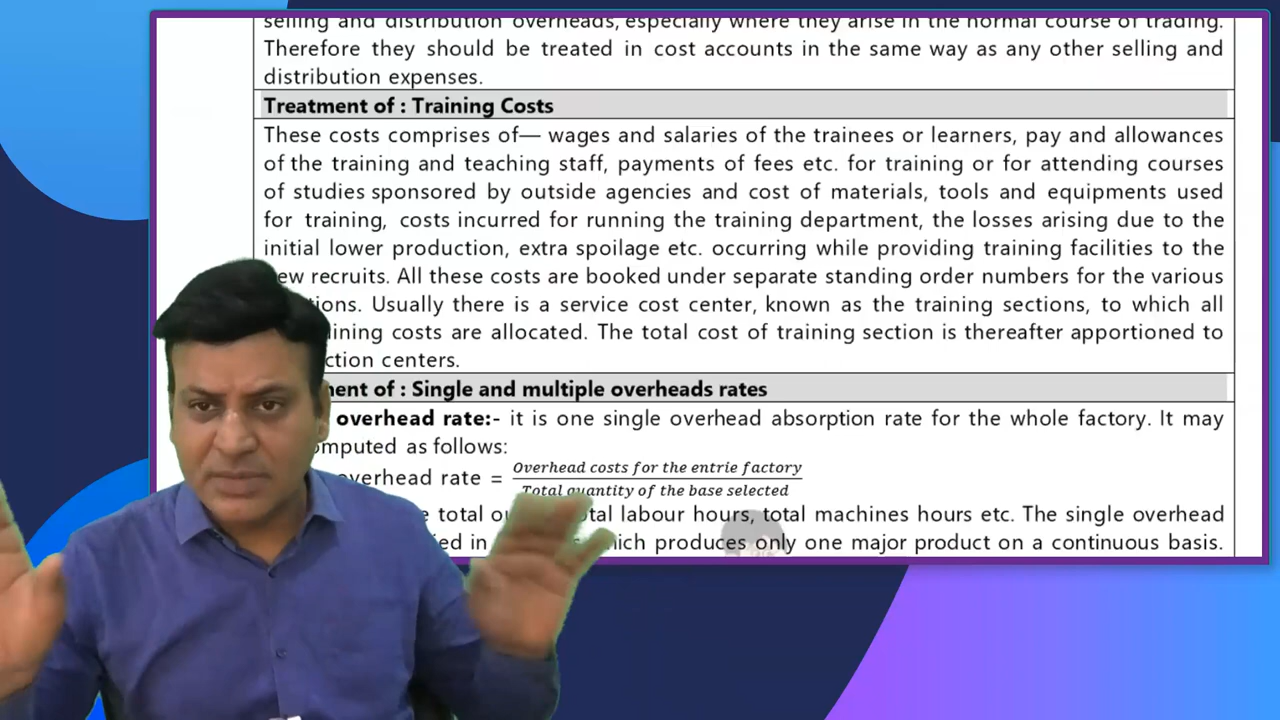 selling and distribution overheads, especially where they arise in the normal course of trading.
Therefore they should be treated in cost accounts in the same way as any other selling and
distribution expenses.
Treatment of : Training Costs
These costs comprises of— wages and salaries of the trainees or learners, pay and allowances
of the training and teaching staff, payments of fees etc. for training or for attending courses
of studies sponsored by outside agencies and cost of materials, tools and equipments used
for training, costs incurred for running the training department, the losses arising due to the
initial lower production, extra spoilage etc. occurring while providing training facilities to the
ew recruits. All these costs are booked under separate standing order numbers for the various
ons. Usually there is a service cost center, known as the training sections, to which all
ining costs are allocated. The total cost of training section is thereafter apportioned to
ction centers.
ent of : Single and multiple overheads rates
overhead rate:- it is one single overhead absorption rate for the whole factory. It may
mputed as follows:
overhead rate = Overhead costs for the entrie factory
Total quantity of the base selected
total labour hours, total machines hours etc. The single overhead
ied in which produces only one major product on a continuous basis.